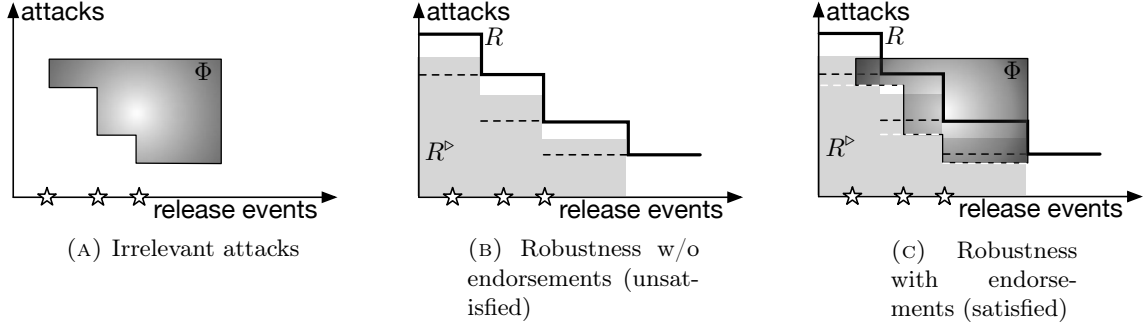 attacks
Φ
release events
(A) Irrelevant attacks
attacks
R
R▷
release events
(B) Robustness w/o
endorsements (unsat-
isfied)
attacks
R
Φ
R▷
release events
(C) Robustness
with endorse-
ments (satisfied)